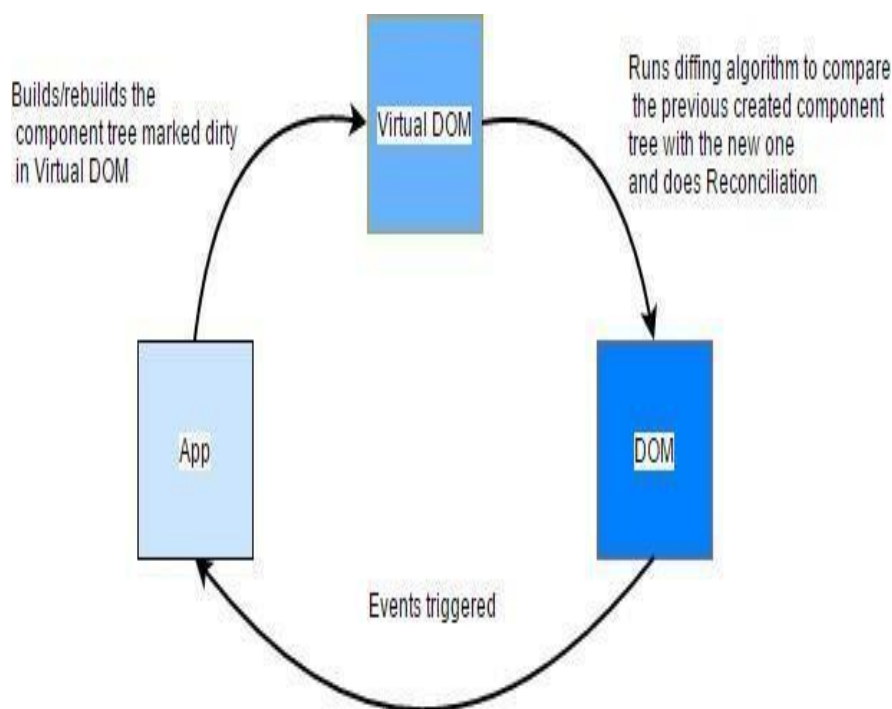 Builds/rebuilds the
component tree marked dirty
in Virtual DOM
Virtual DOM
Runs diffing algorithm to compare
the previous created component
tree with the new one
and does Reconciliation
App
DOM
Events triggered